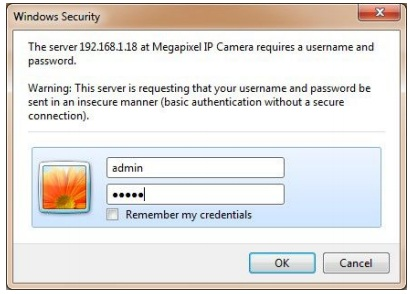 Windows Security
The server 192.168.1.18 at Megapixel IP Camera requires a username and
password.
Warning: This server is requesting that your username and password be
sent in an insecure manner (basic authentication without a secure
connection).
admin
●●●●●
Remember my credentials
OK Cancel